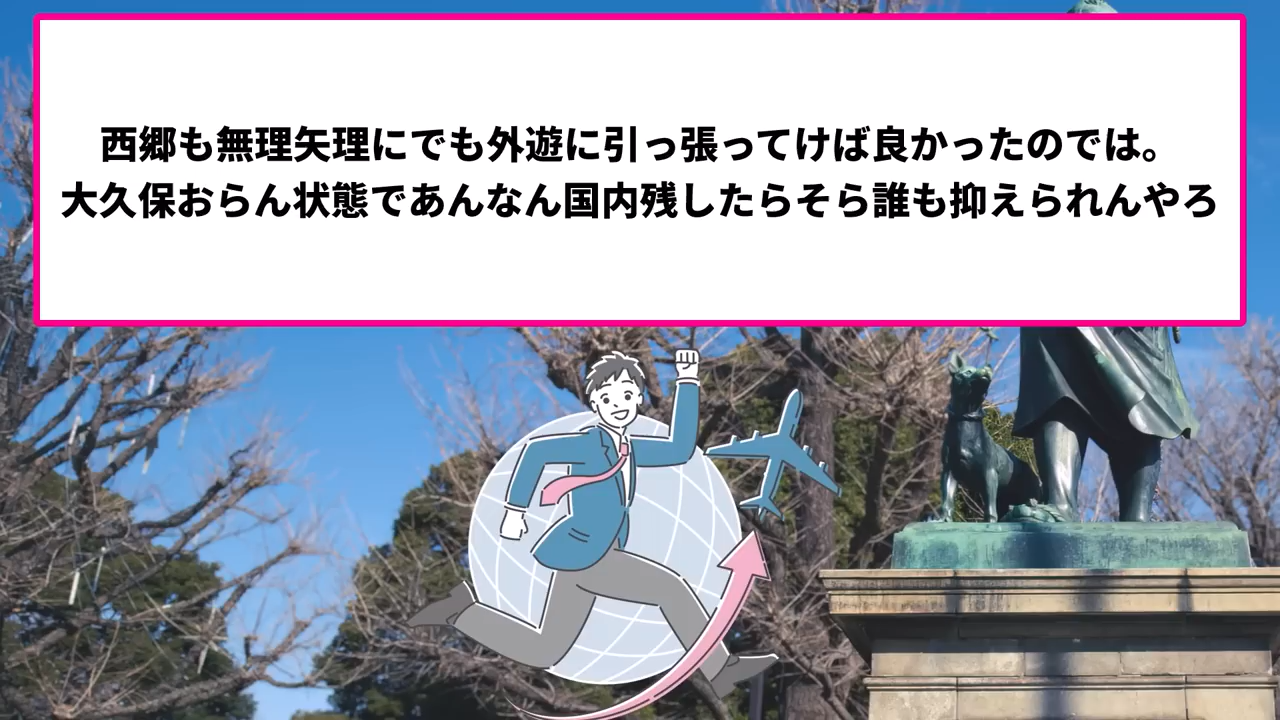 西郷も無理矢理にでも外遊に引っ張ってけば良かったのでは。
大久保おらん状態であんなん国内残したらそら誰も抑えられんやろ